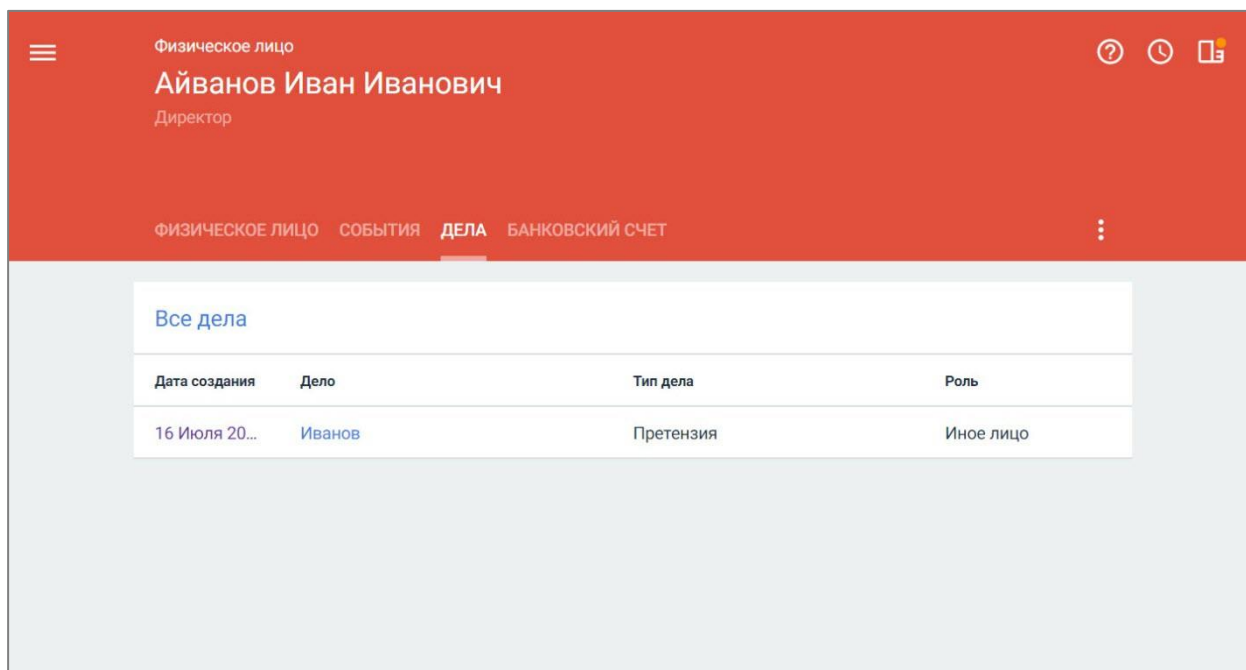 Физическое лицо
Айванов Иван Иванович
Директор
ФИЗИЧЕСКОЕ ЛИЦО СОБЫТИЯ ДЕЛА БАНКОВСКИЙ СЧЕТ
Все дела
Дата создания Дело Тип дела Роль
16 Июля 20... Иванов Претензия Иное лицо